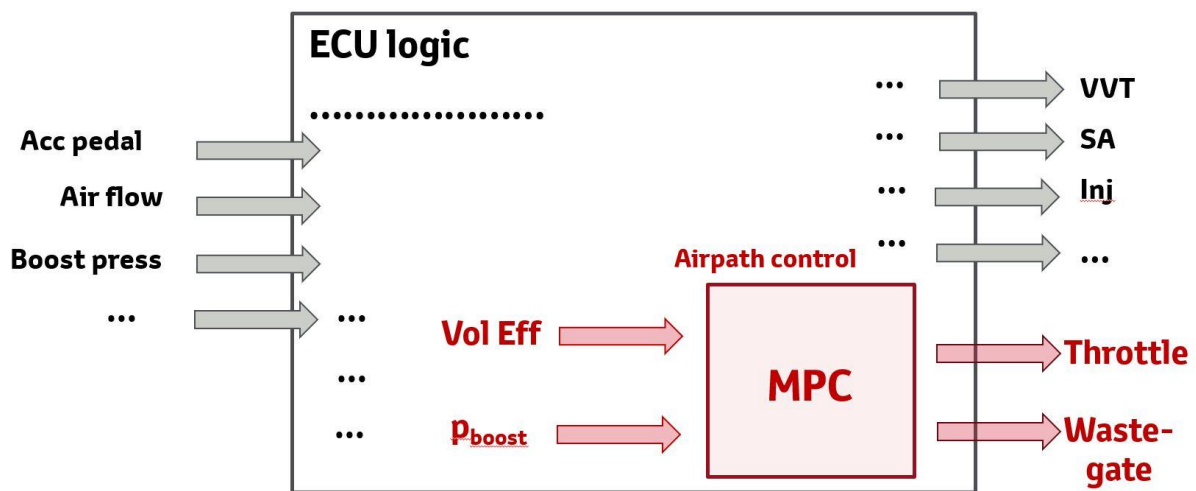 ECU logic
.....................
Acc pedal
Air flow
Boost press
...
...
...
...
Vol Eff
p_boost
Airpath control
MPC
...
...
...
...
VVT
SA
Inj
...
Throttle
Waste-
gate